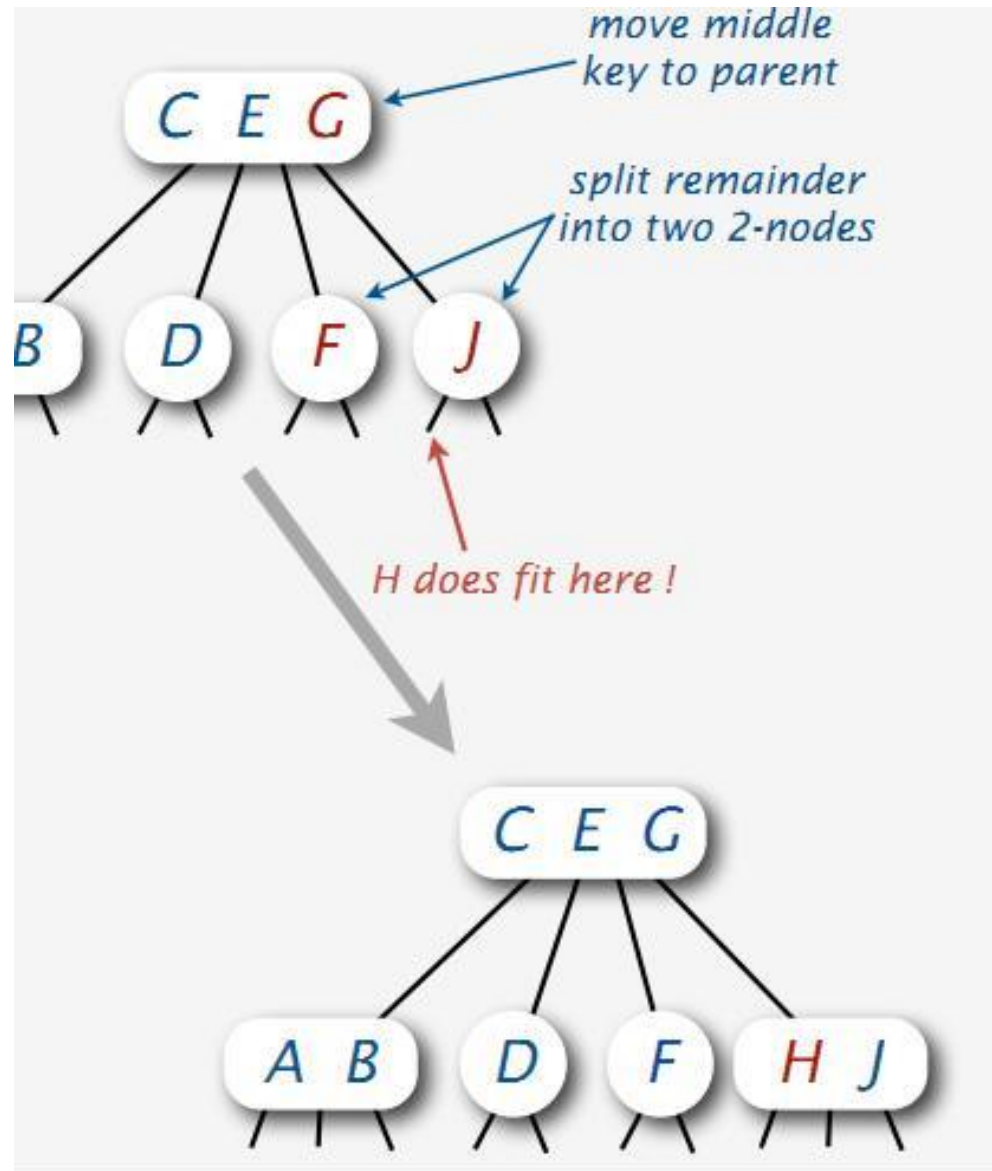 move middle
key to parent
C E G
split remainder
into two 2-nodes
B D F J
H does fit here !
C E G
A B D F H J